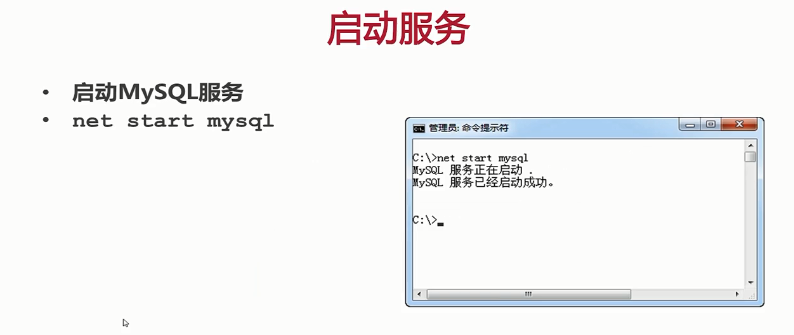 启动服务
• 启动MySQL服务
• net start mysql
管理员: 命令提示符
C:\>net start mysql
MySQL 服务正在启动 .
MySQL 服务已经启动成功。
C:\>